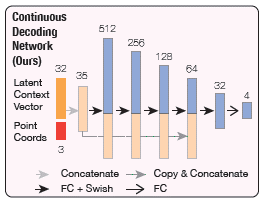 Continuous
Decoding
Network
(Ours)
512
256
128
64
32
35
32
4
Latent
Context
Vector
Point
Coords
3
Concatenate
Copy & Concatenate
FC + Swish
FC